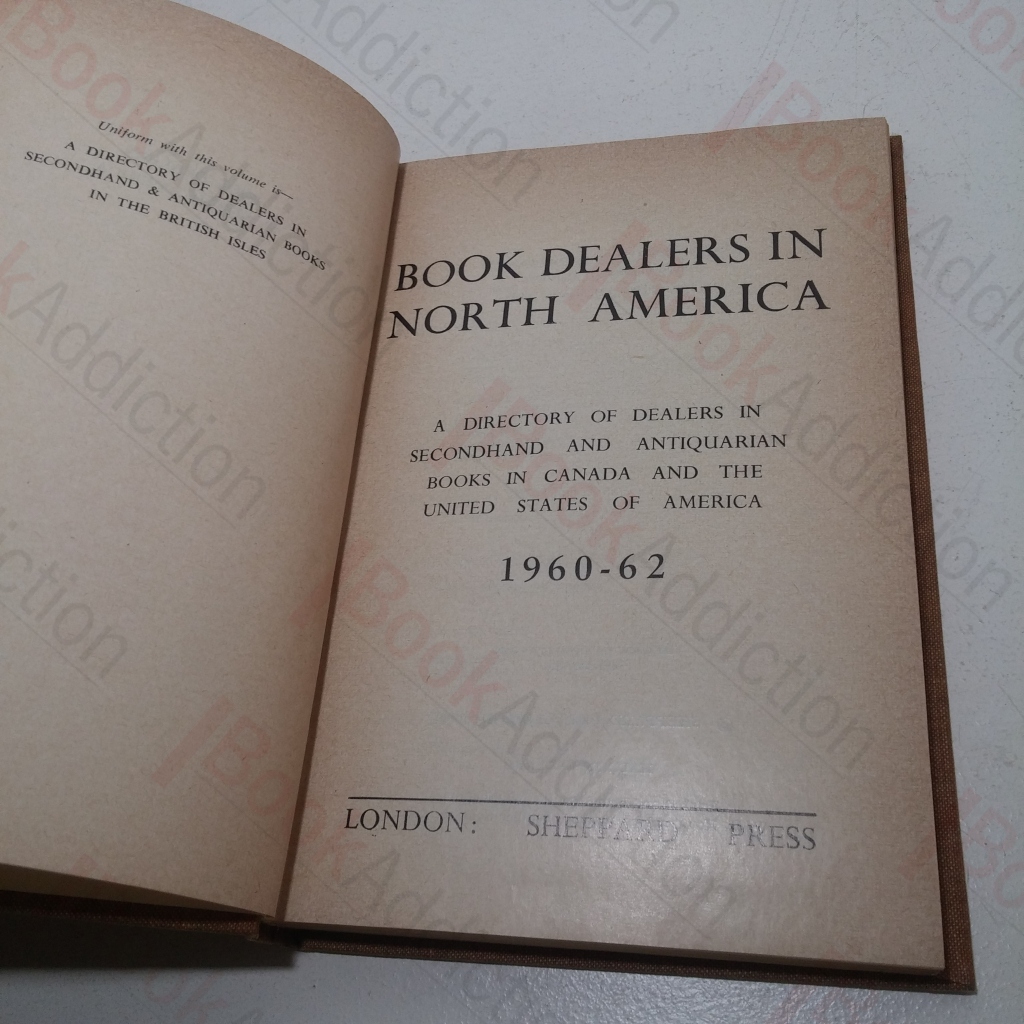 Uniform with this volume is—
A DIRECTORY OF DEALERS IN
SECONDHAND & ANTIQUARIAN BOOKS
IN THE BRITISH ISLES
BOOK DEALERS IN
NORTH AMERICA
A DIRECTORY OF DEALERS IN
SECONDHAND AND ANTIQUARIAN
BOOKS IN CANADA AND THE
UNITED STATES OF AMERICA
1960-62
LONDON: SHEPPARD PRESS
BookAddiction